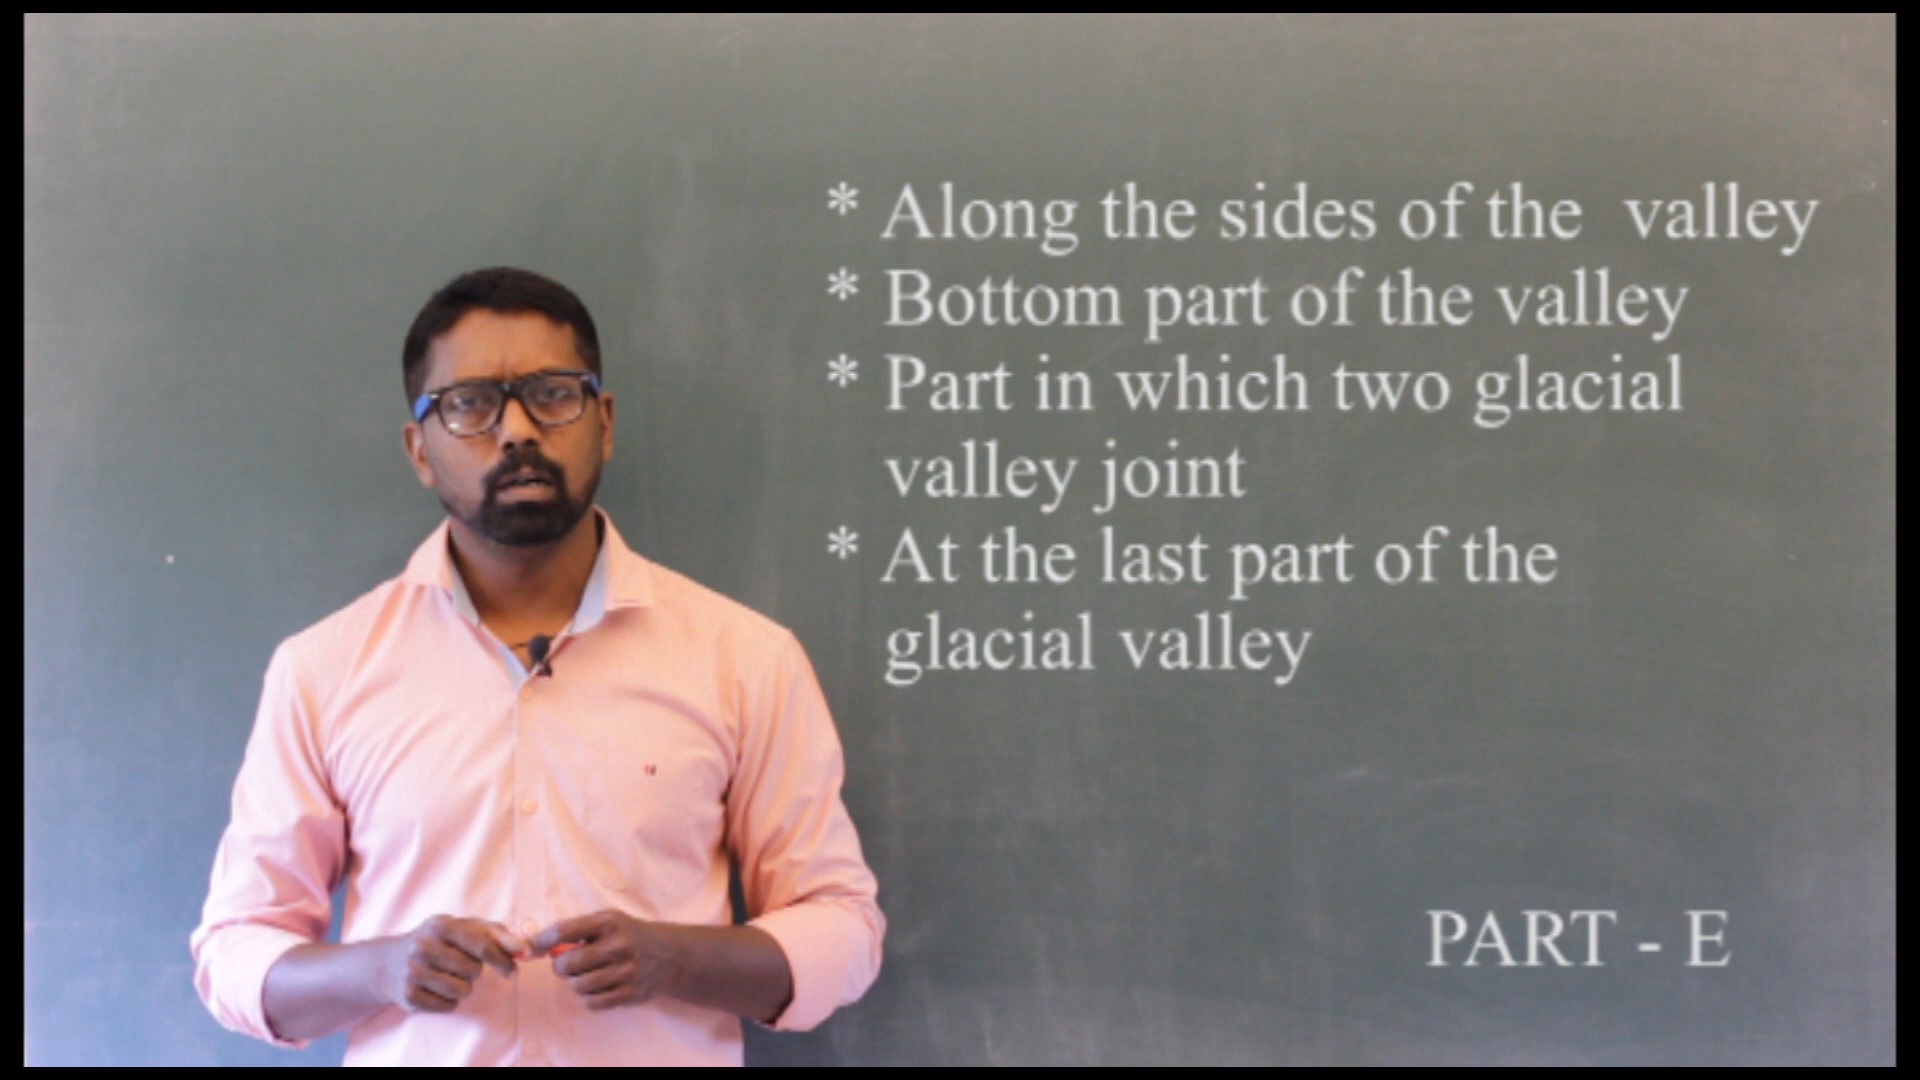 * Along the sides of the valley
* Bottom part of the valley
* Part in which two glacial
valley joint
* At the last part of the
glacial valley
PART - E